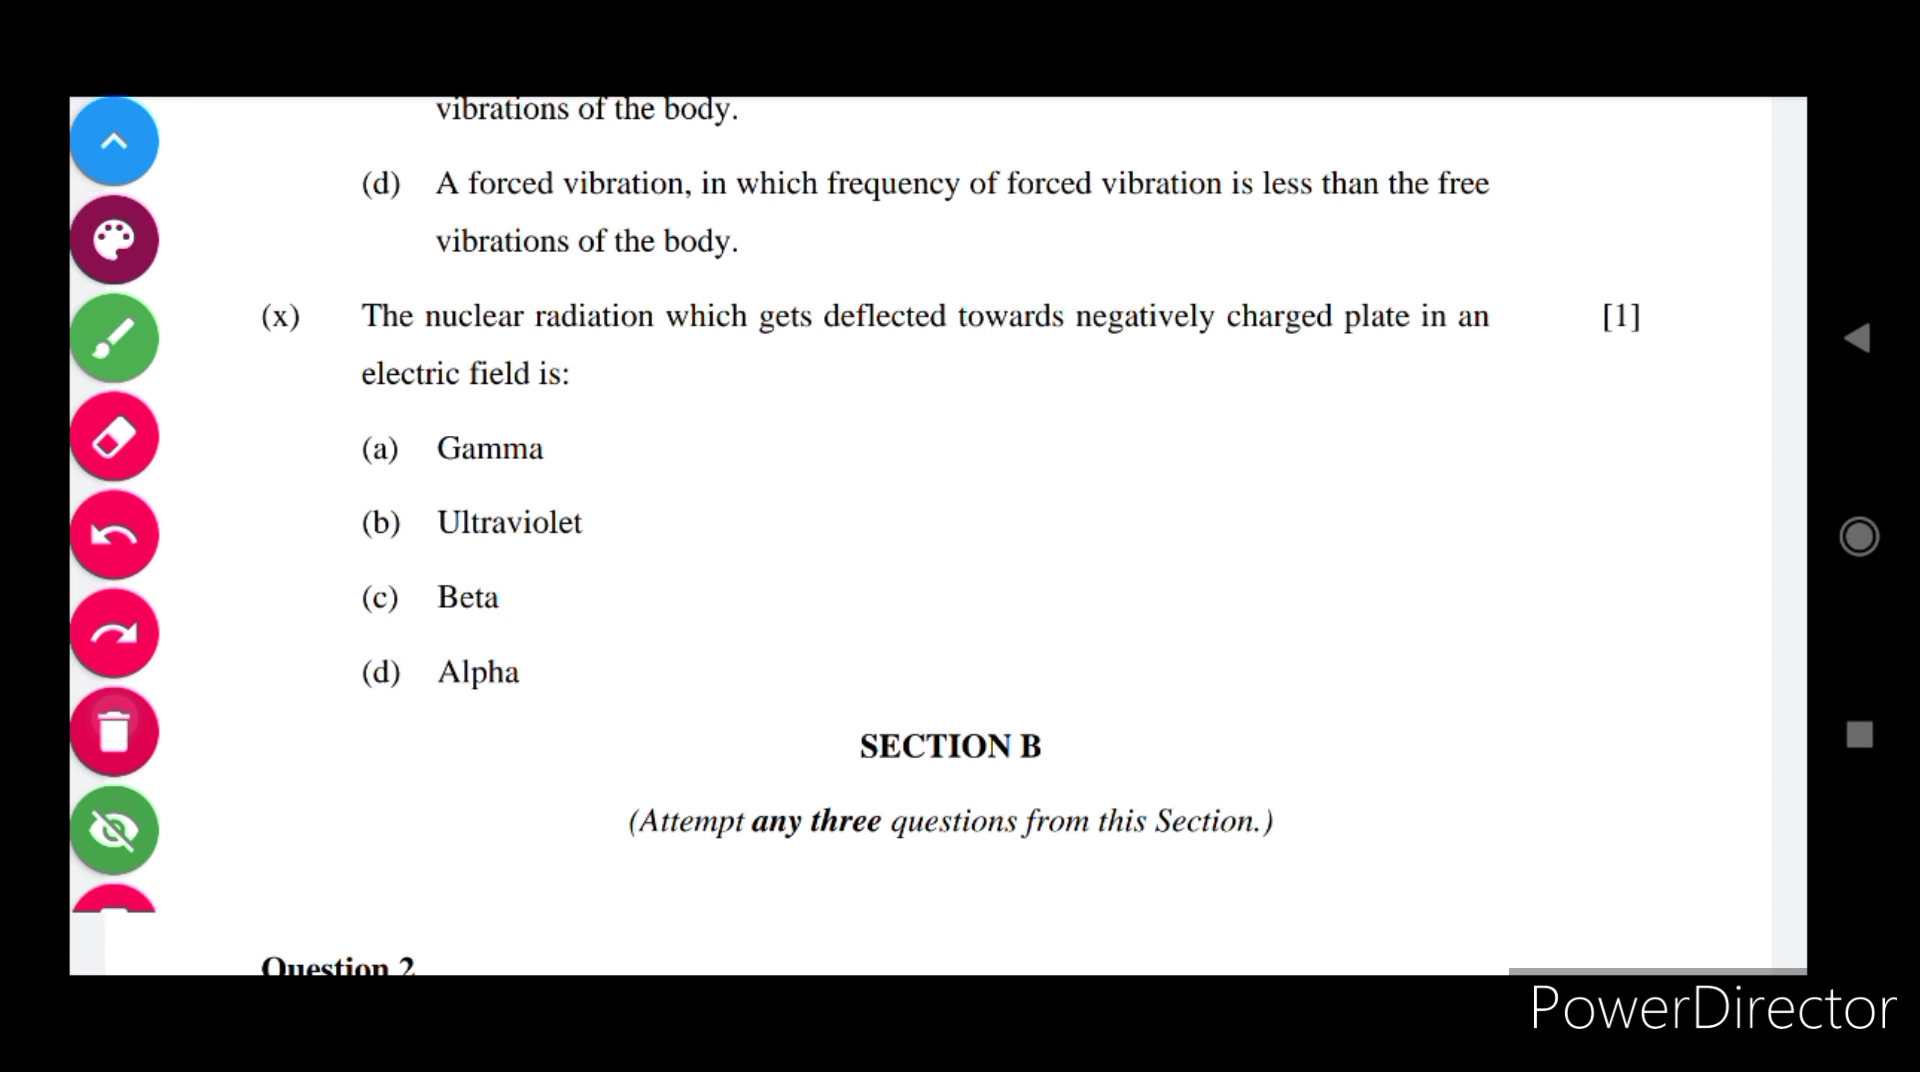 vibrations of the body.
(d) A forced vibration, in which frequency of forced vibration is less than the free
vibrations of the body.
(x) The nuclear radiation which gets deflected towards negatively charged plate in an [1]
electric field is:
(a) Gamma
(b) Ultraviolet
(c) Beta
(d) Alpha
SECTION B
(Attempt any three questions from this Section.)
Question 2
PowerDirector